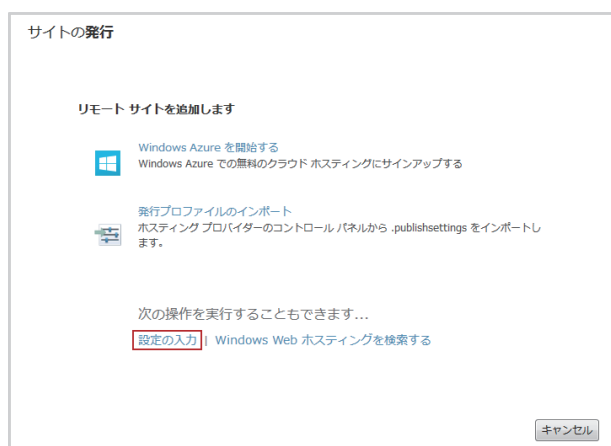 サイトの発行
リモート サイトを追加します
Windows Azure を開始する
Windows Azure での無料のクラウド ホスティングにサインアップする
発行プロファイルのインポート
ホスティング プロバイダーのコントロール パネルから .publishsettings をインポートし
ます。
次の操作を実行することもできます...
設定の入力 | Windows Web ホスティングを検索する
キャンセル